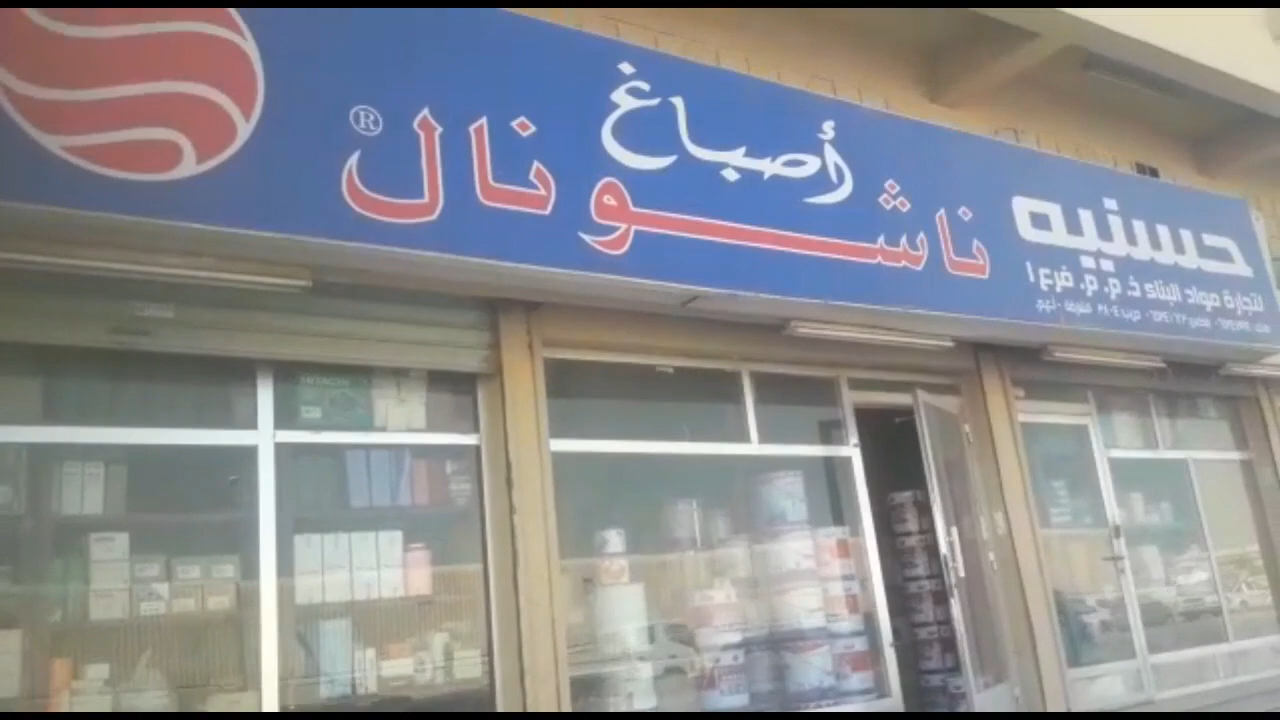 أصباغ
ناشونال ®
حسنيه
لتجارة مواد البناء ذ. م. م. فرع ١